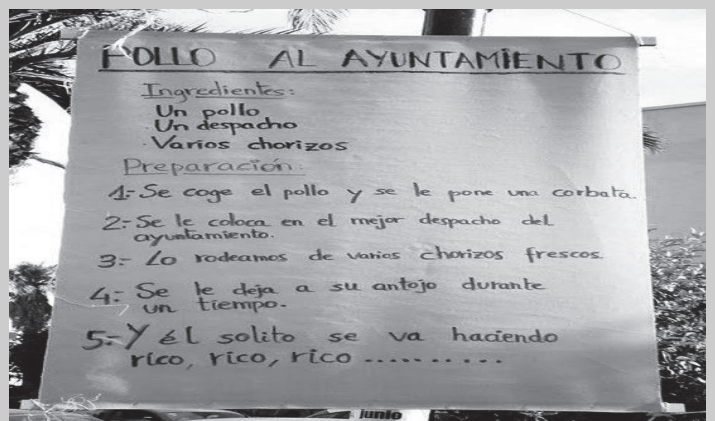 POLLO AL AYUNTAMIENTO
Ingredientes:
Un pollo
Un despacho
Varios chorizos
Preparación:
1:- Se coge el pollo y se le pone una corbata.
2:- Se le coloca en el mejor despacho del
ayuntamiento.
3:- Lo rodeamos de varios chorizos frescos.
4:- Se le deja a su antojo durante
un tiempo.
5:- Y él solito se va haciendo
rico, rico, rico ..........
junio